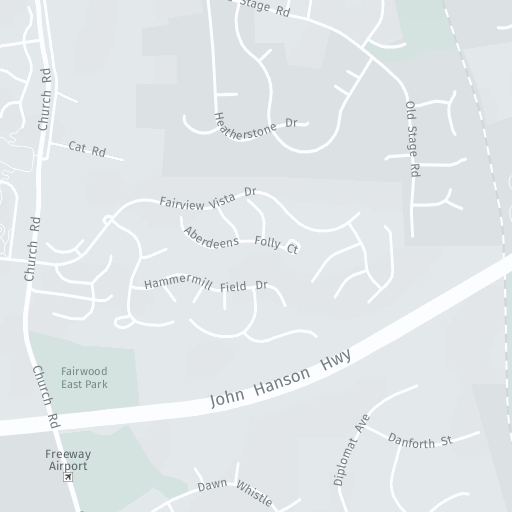 Stage Rd
Church Rd
Old Stage Rd
Heatherstone Dr
Cat Rd
Fairview Vista Dr
Aberdeens Folly Ct
Church Rd
Hammermill Field Dr
John Hanson Hwy
Fairwood
East Park
Church Rd
Diplomat Ave
Danforth St
Freeway
Airport
Dawn Whistle